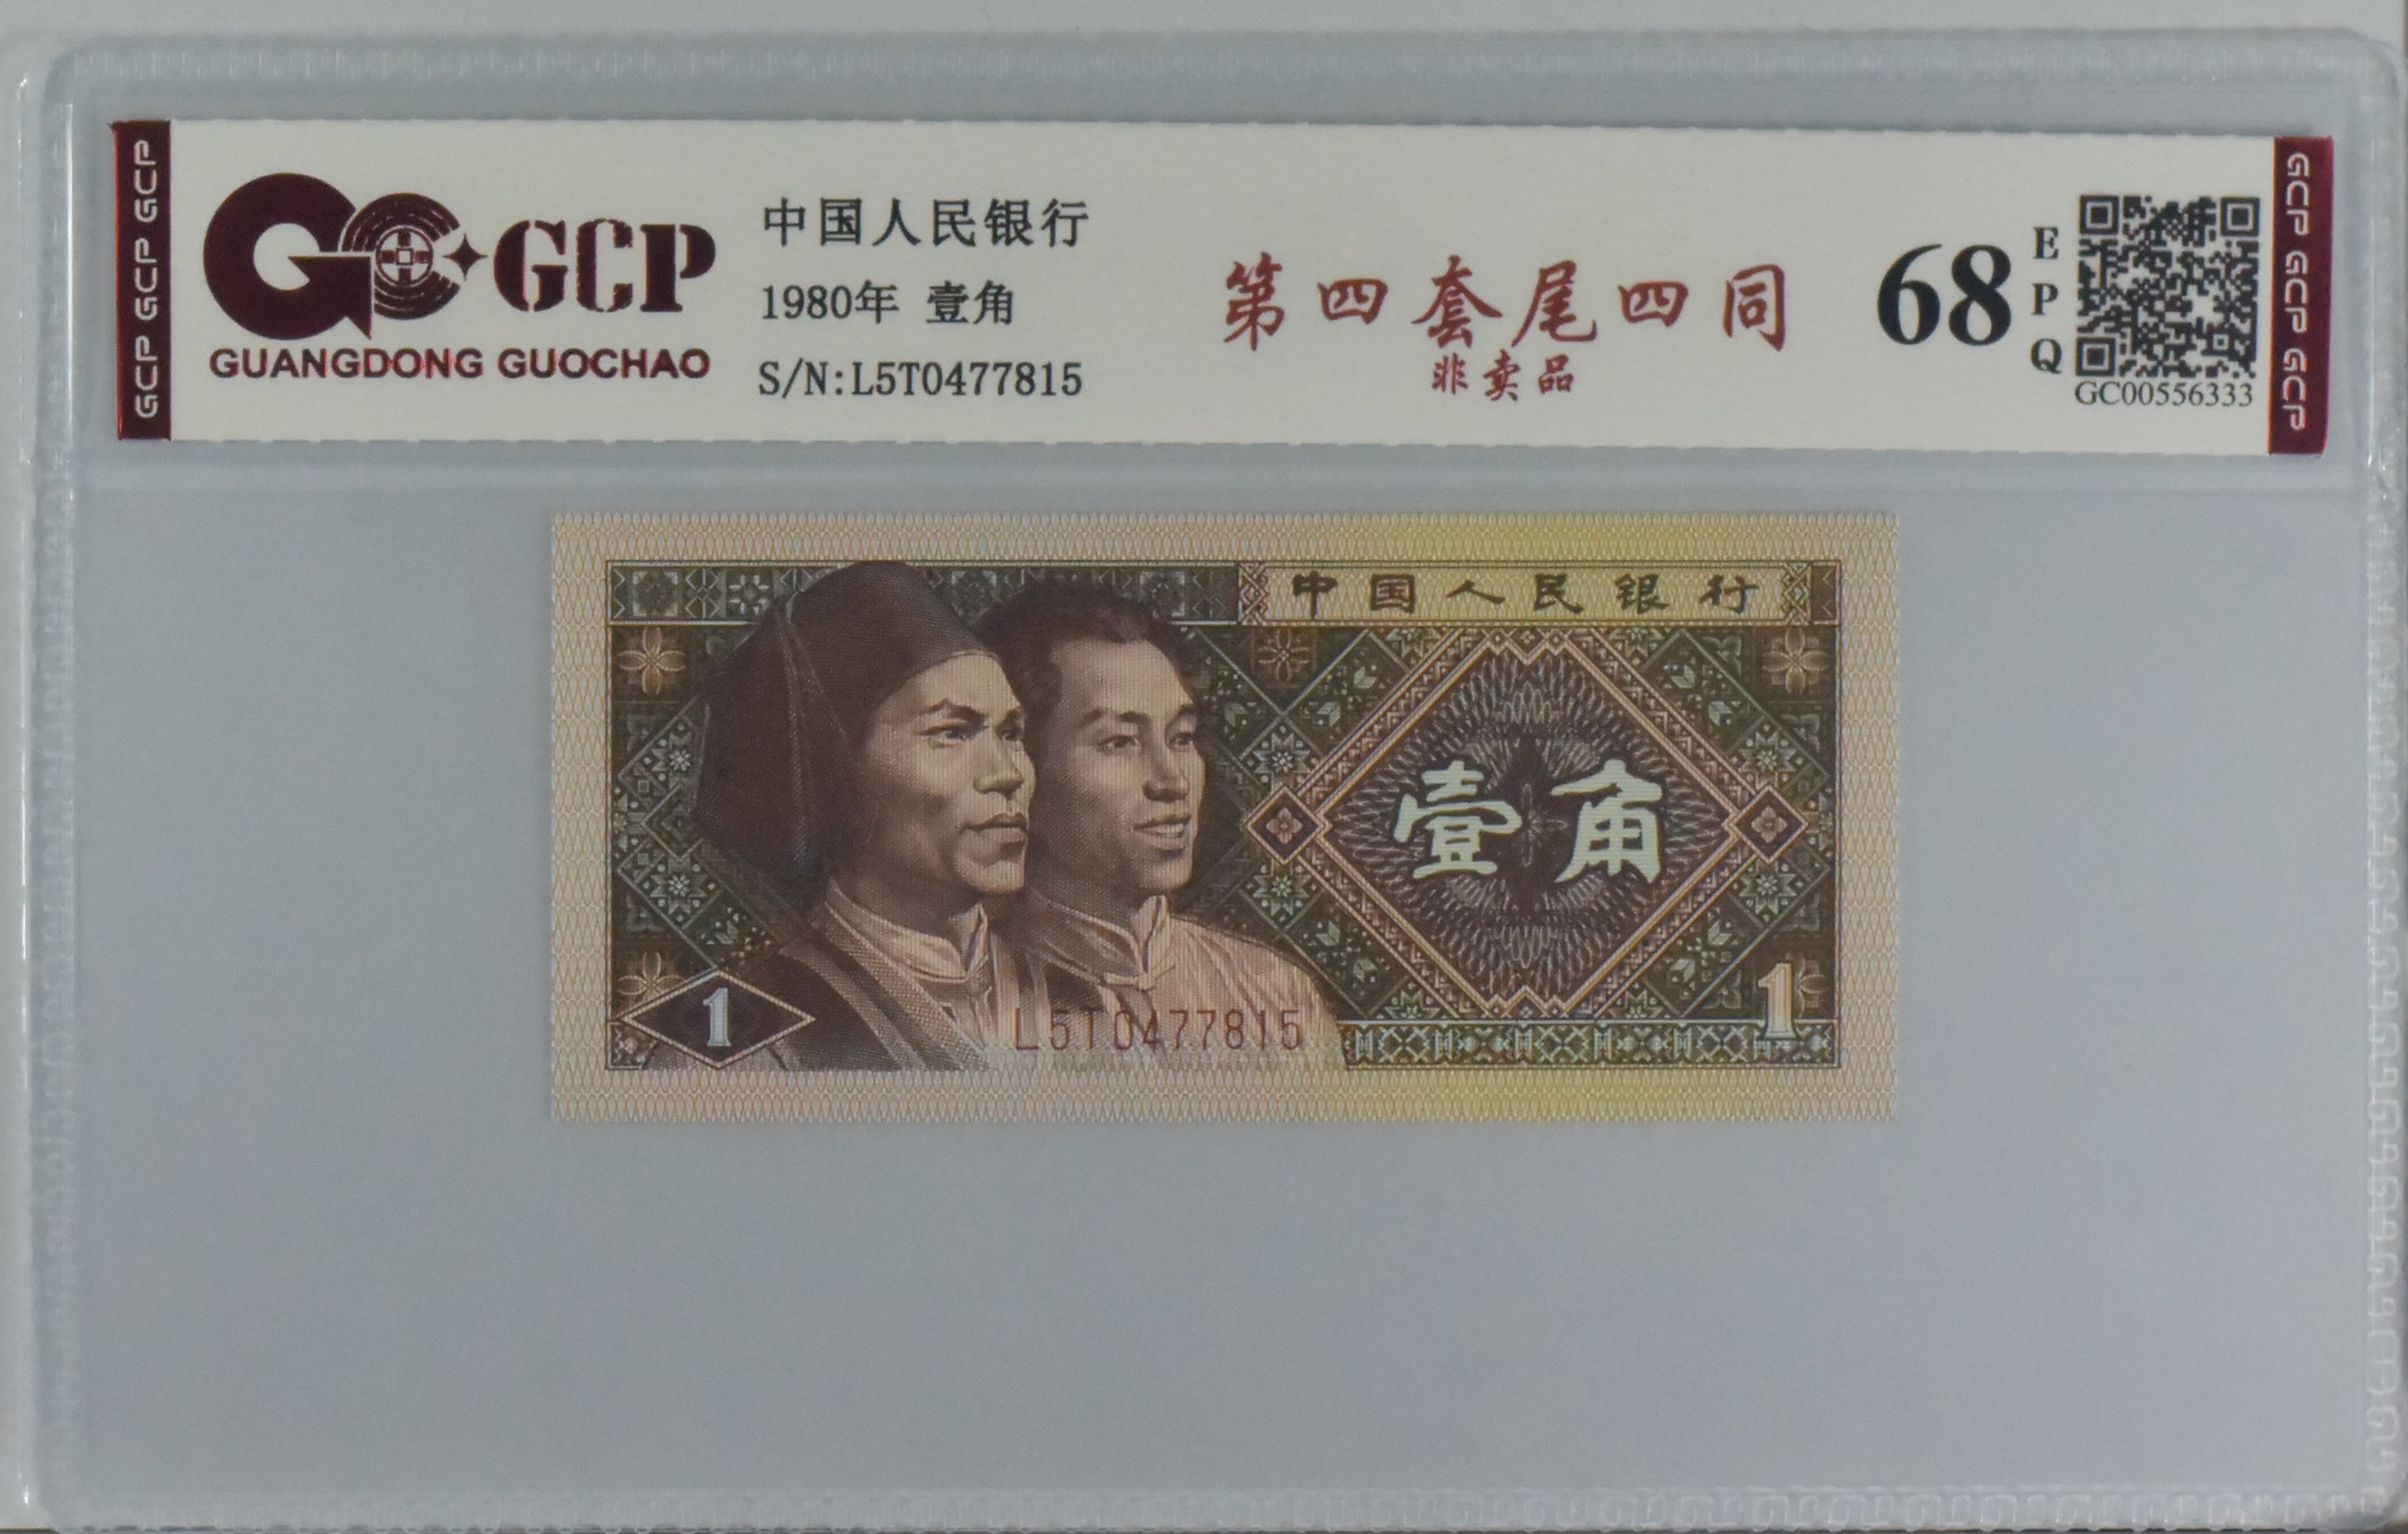 GCP GCP GCP
GCP
GUANGDONG GUOCHAO
中国人民银行
1980年 壹角
S/N:L5T0477815
第四套尾四同
非卖品
68
EPQ
GC00556333
GCP GCP GCP
中国人民银行
壹角
1
L5T0477815
1